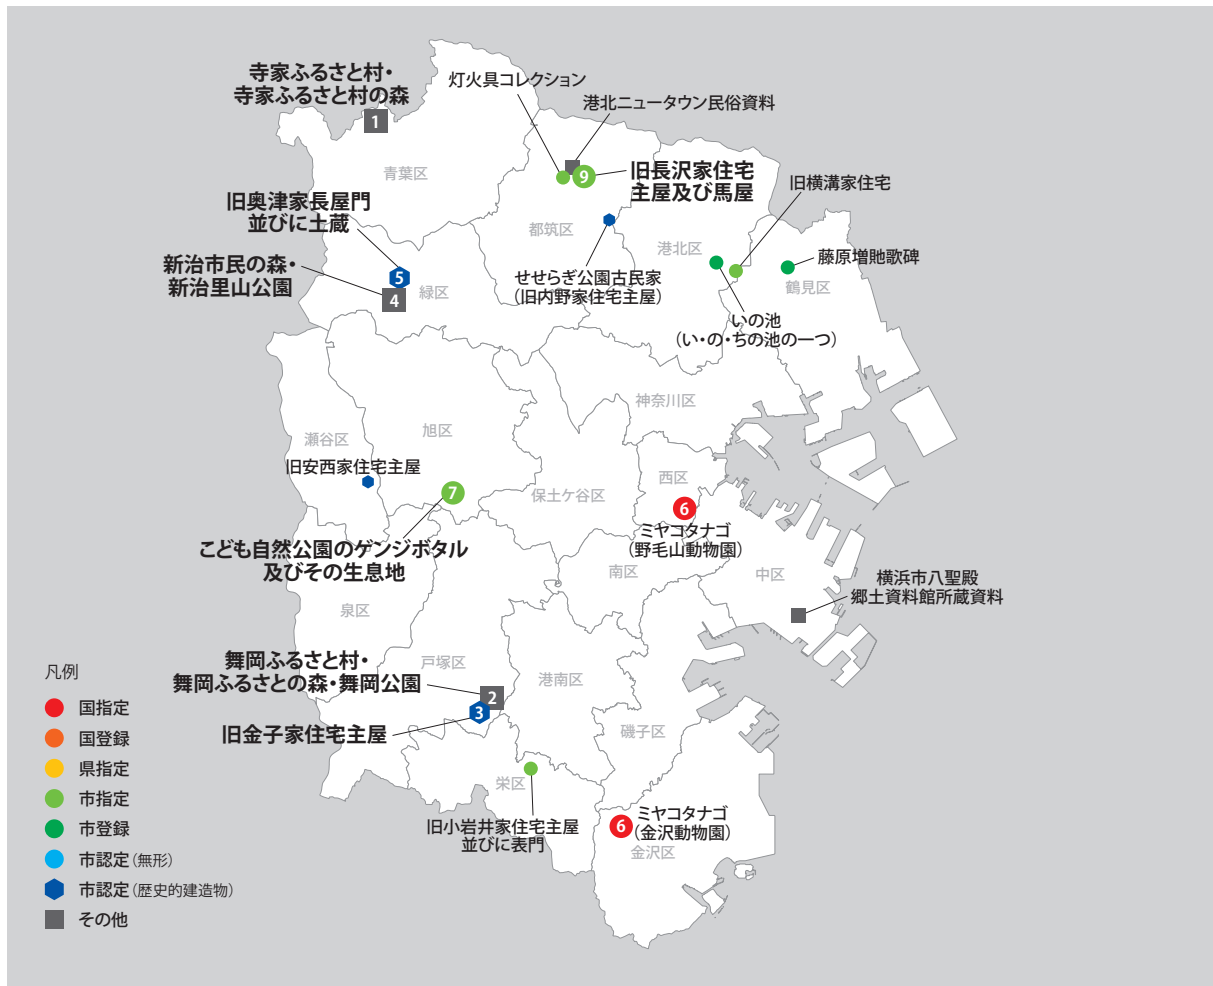 寺家ふるさと村・
寺家ふるさと村の森
1
灯火具コレクション
港北ニュータウン民俗資料
青葉区
9
旧長沢家住宅
主屋及び馬屋
旧横溝家住宅
旧奥津家長屋門
並びに土蔵
都筑区
港北区
藤原増貤歌碑
新治市民の森・
新治里山公園
5
4
緑区
せせらぎ公園古民家
(旧内野家住宅主屋)
鶴見区
いの池
(い・の・ちの池の一つ)
神奈川区
瀬谷区
旭区
旧安西家住宅主屋
7
保土ケ谷区
西区
6
ミヤコタナゴ
(野毛山動物園)
こども自然公園のゲンジボタル
及びその生息地
南区
中区
横浜市八聖殿
郷土資料館所蔵資料
泉区
舞岡ふるさと村・
舞岡ふるさとの森・舞岡公園
戸塚区
2
3
旧金子家住宅主屋
港南区
磯子区
栄区
旧小岩井家住宅主屋
並びに表門
6
ミヤコタナゴ
(金沢動物園)
金沢区
凡例
国指定
国登録
県指定
市指定
市登録
市認定(無形)
市認定(歴史的建造物)
その他